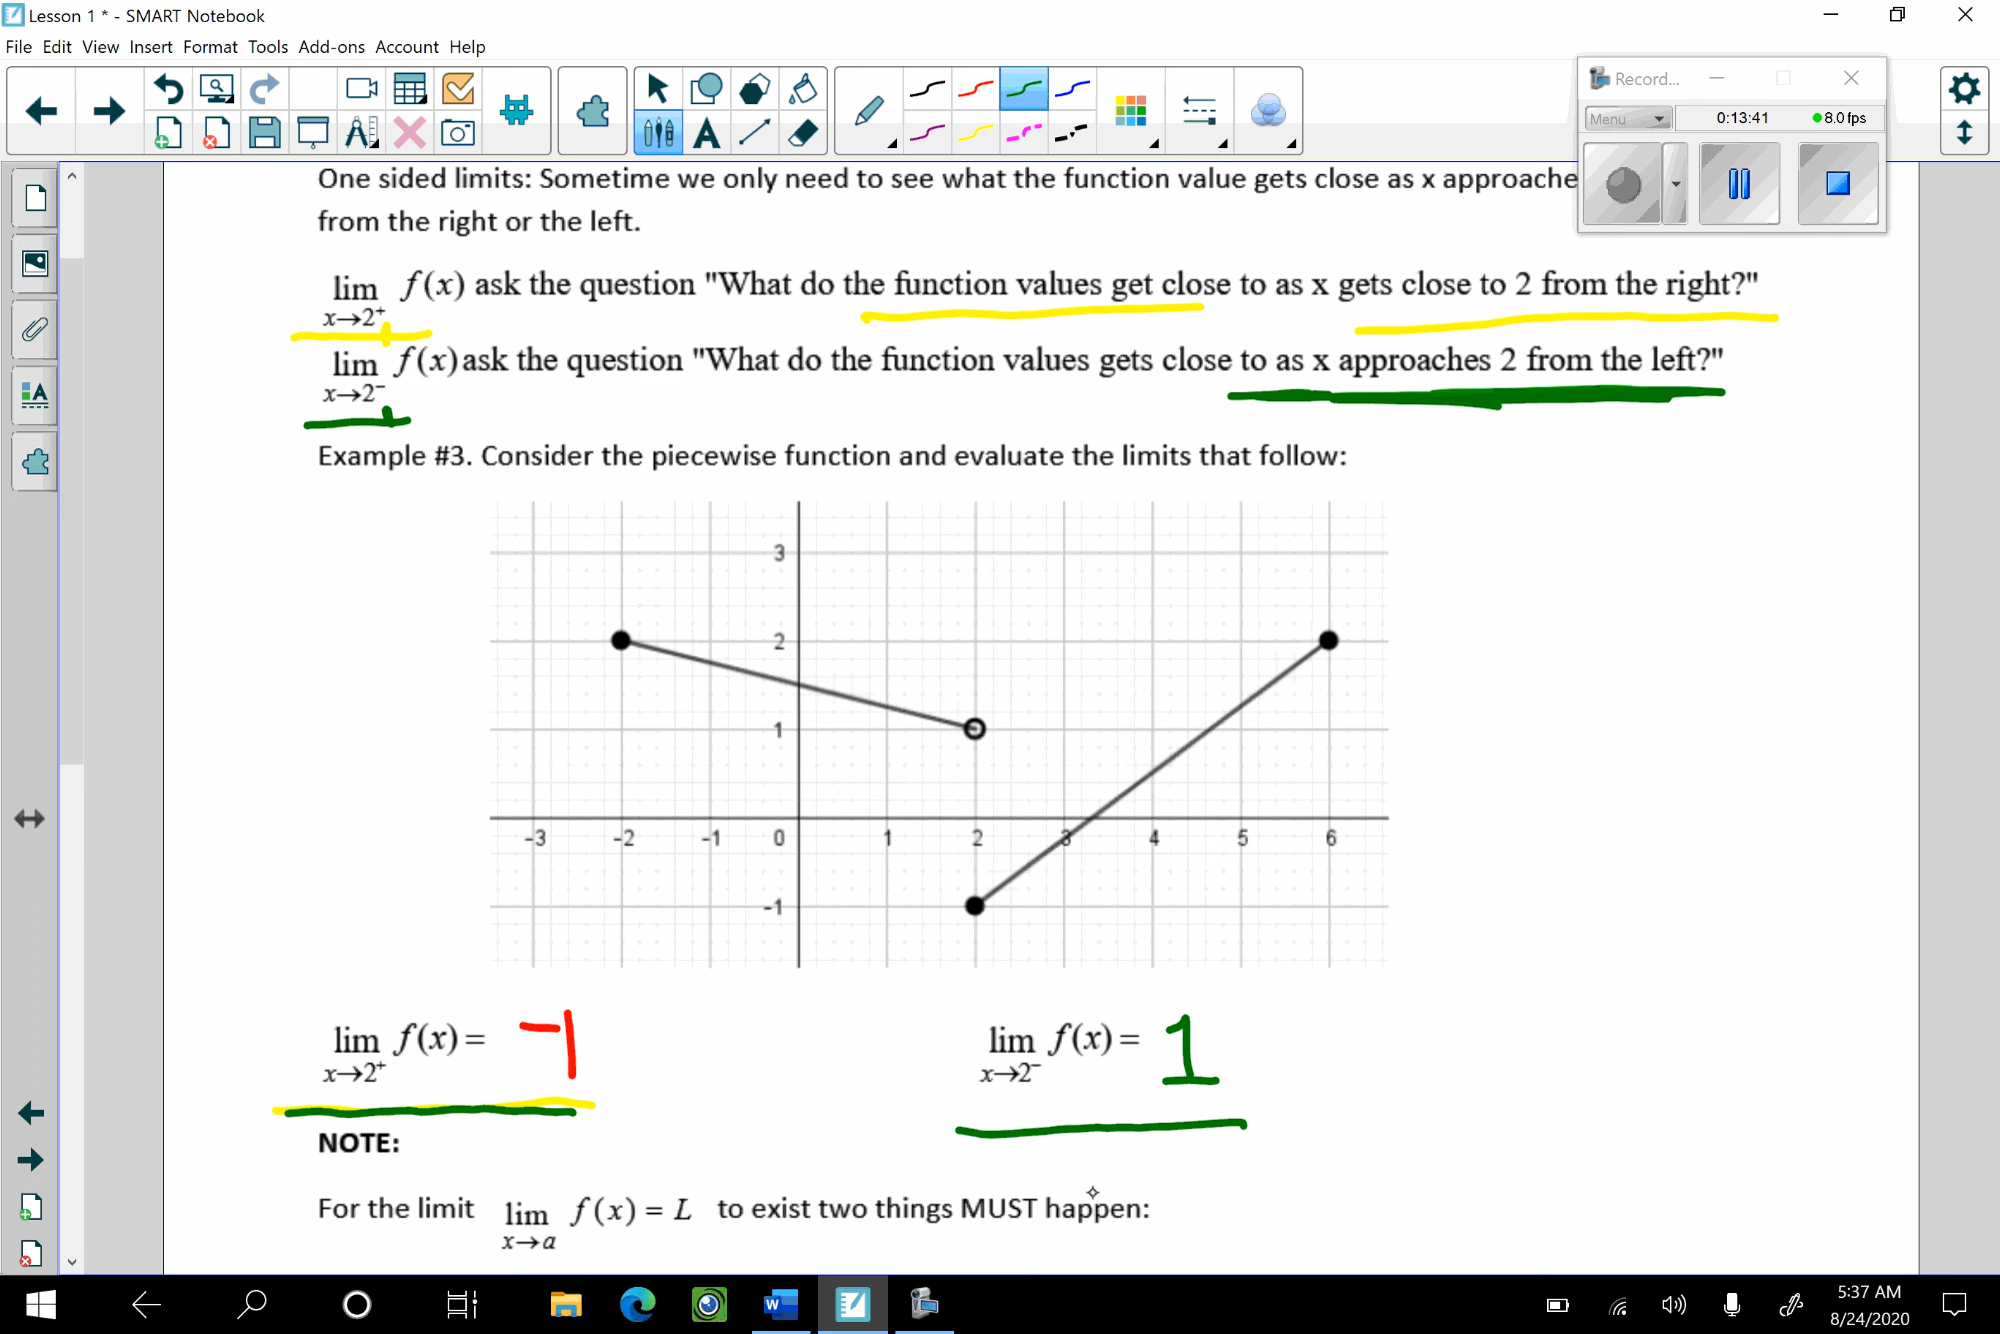 Lesson 1 * - SMART Notebook
File Edit View Insert Format Tools Add-ons Account Help
Record...
Menu 0:13:41 8.0 fps
One sided limits: Sometime we only need to see what the function value gets close as x approache
from the right or the left.
lim f(x) ask the question "What do the function values get close to as x gets close to 2 from the right?"
x→2⁺
lim f(x) ask the question "What do the function values gets close to as x approaches 2 from the left?"
x→2⁻
Example #3. Consider the piecewise function and evaluate the limits that follow:
3
2
1
-3 -2 -1 0 1 2 3 4 5 6
-1
lim f(x) = -1 lim f(x) = 1
x→2⁺ x→2⁻
NOTE:
For the limit lim f(x) = L to exist two things MUST happen:
x→a
5:37 AM
8/24/2020